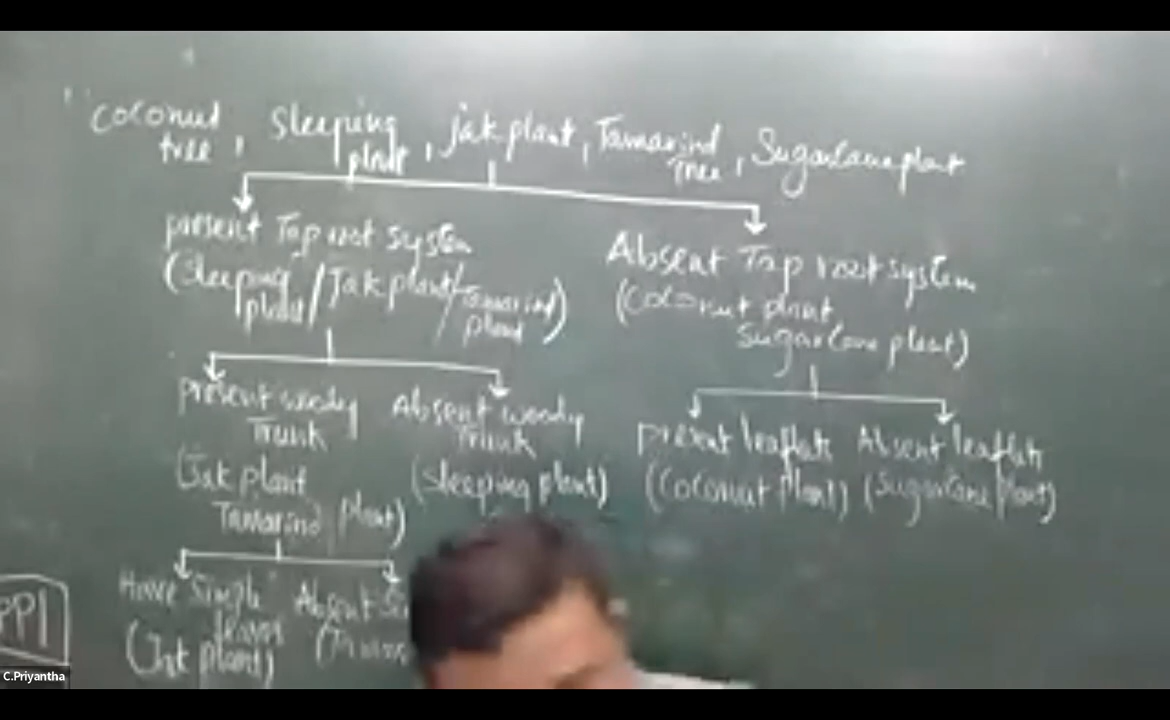 coconut tree, Sleeping plant, jak plant, Tamarind Tree, Sugarcane plant
present Tap root system
(Sleeping plant/Jak plant/Tamarind plant)
Absent Tap root system
(Coconut plant,
Sugarcane plant)
present woody
Trunk
(Jak plant
Tamarind plant)
Absent woody
Trunk
(Sleeping plant)
present leaflets
(Coconut plant)
Absent leaflets
(Sugarcane plant)
Have Simple
leaves
(Jak plant)
Absent
PP1
C.Priyantha